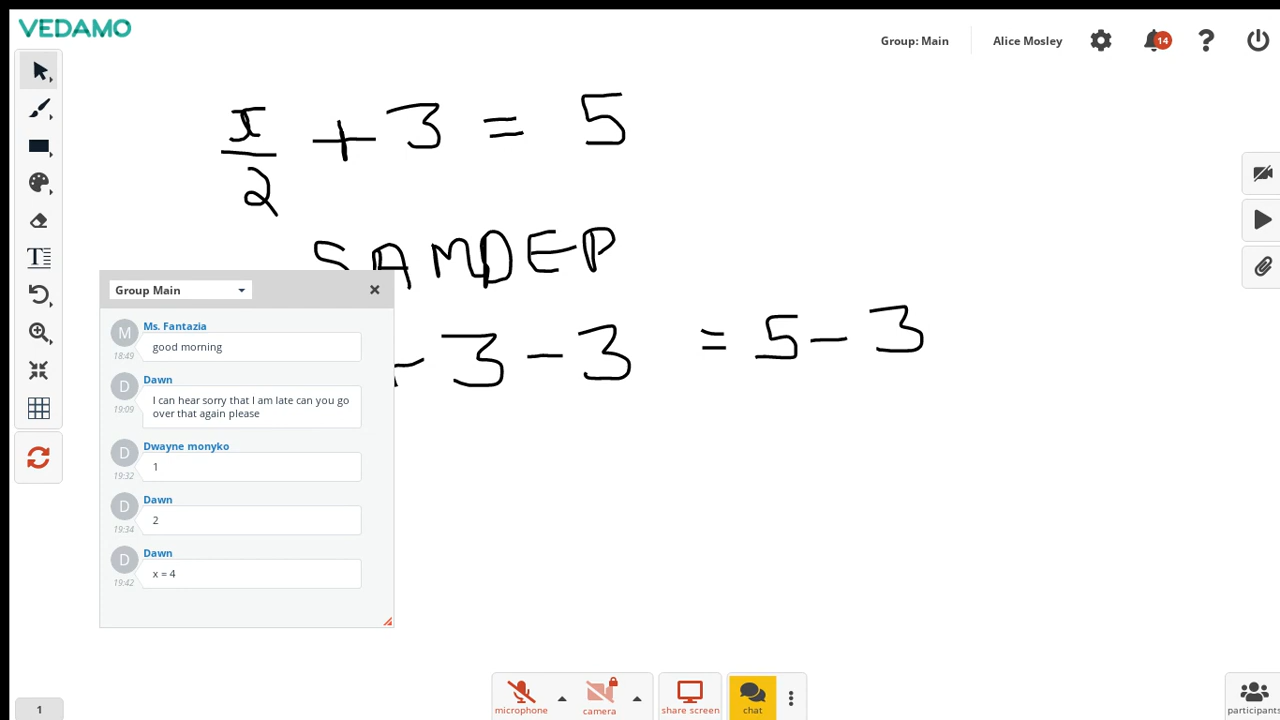 VEDAMO
Group: Main
Alice Mosley
14
x/2 + 3 = 5
SAMDEP
- 3 - 3 = 5 - 3
Group Main
Ms. Fantazia
M
18:49
good morning
Dawn
D
19:09
I can hear sorry that I am late can you go
over that again please
Dwayne monyko
D
19:32
1
Dawn
D
19:34
2
Dawn
D
19:42
x = 4
1
microphone
camera
share screen
chat
participants